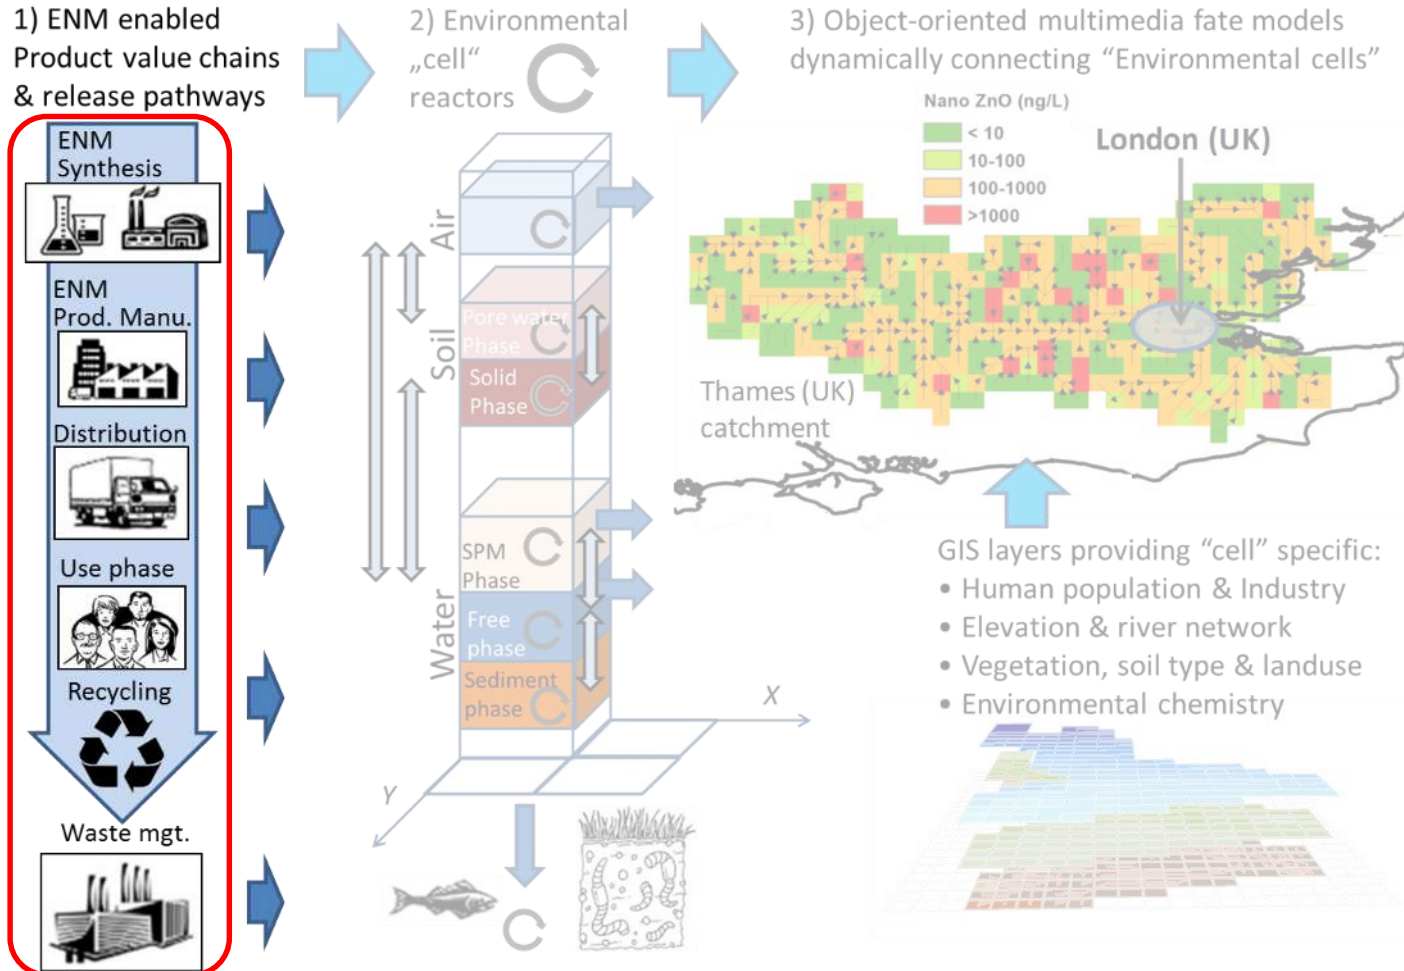 1) ENM enabled
Product value chains
& release pathways
ENM
Synthesis
ENM
Prod. Manu.
Distribution
Use phase
Recycling
Waste mgt.
2) Environmental
„cell“
reactors
Air
Soil
Water
Pore water
Phase
Solid
Phase
SPM
Phase
Free
phase
Sediment
phase
X
Y
3) Object-oriented multimedia fate models
dynamically connecting “Environmental cells”
Nano ZnO (ng/L)
< 10
10-100
100-1000
>1000
London (UK)
Thames (UK)
catchment
GIS layers providing “cell” specific:
• Human population & Industry
• Elevation & river network
• Vegetation, soil type & landuse
• Environmental chemistry